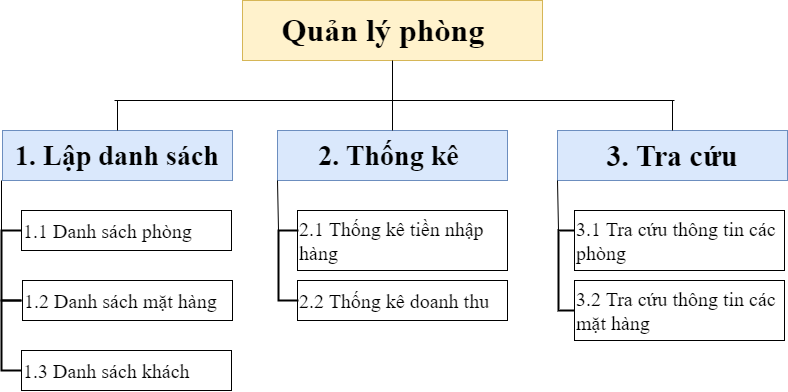 Quản lý phòng
1. Lập danh sách
1.1 Danh sách phòng
1.2 Danh sách mặt hàng
1.3 Danh sách khách
2. Thống kê
2.1 Thống kê tiền nhập
hàng
2.2 Thống kê doanh thu
3. Tra cứu
3.1 Tra cứu thông tin các
phòng
3.2 Tra cứu thông tin các
mặt hàng